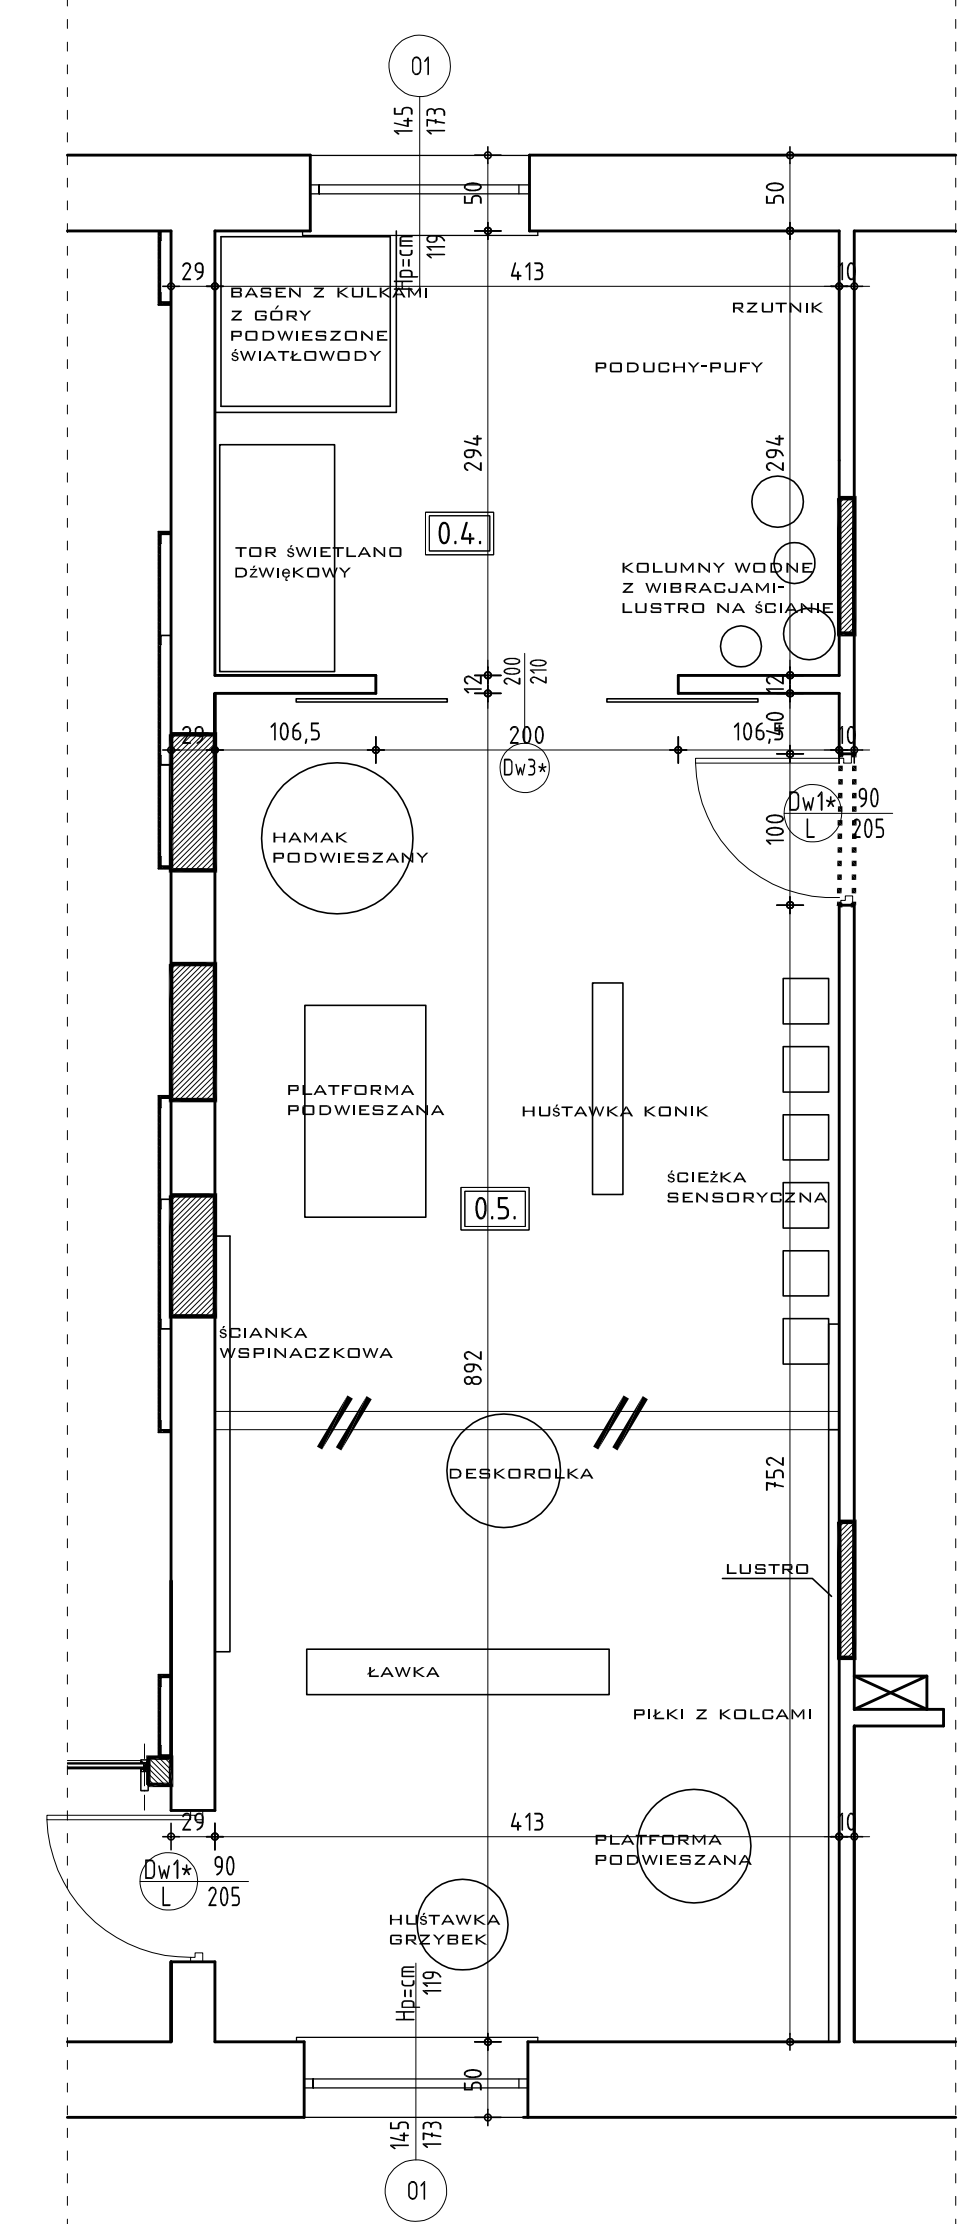 01
145
173
50
50
Hp=cm
119
29
413
10
BASEN Z KULKAMI
Z GÓRY
PODWIESZONE
ŚWIATŁOWODY
RZUTNIK
PODUCHY-PUFY
294
294
0.4.
TOR ŚWIETLANO
DŹWIĘKOWY
KOLUMNY WODNE
Z WIBRACJAMI-
LUSTRO NA ŚCIANIE
12
200
210
12
40
29
106,5
200
106,5
10
Dw3*
Dw1*
L
90
205
100
HAMAK
PODWIESZANY
PLATFORMA
PODWIESZANA
HUŚTAWKA KONIK
ŚCIEŻKA
SENSORYCZNA
0.5.
ŚCIANKA
WSPINACZKOWA
892
DESKOROLKA
752
LUSTRO
ŁAWKA
PIŁKI Z KOLCAMI
29
413
10
Dw1*
L
90
205
PLATFORMA
PODWIESZANA
HUŚTAWKA
GRZYBEK
Hp=cm
119
50
145
173
01